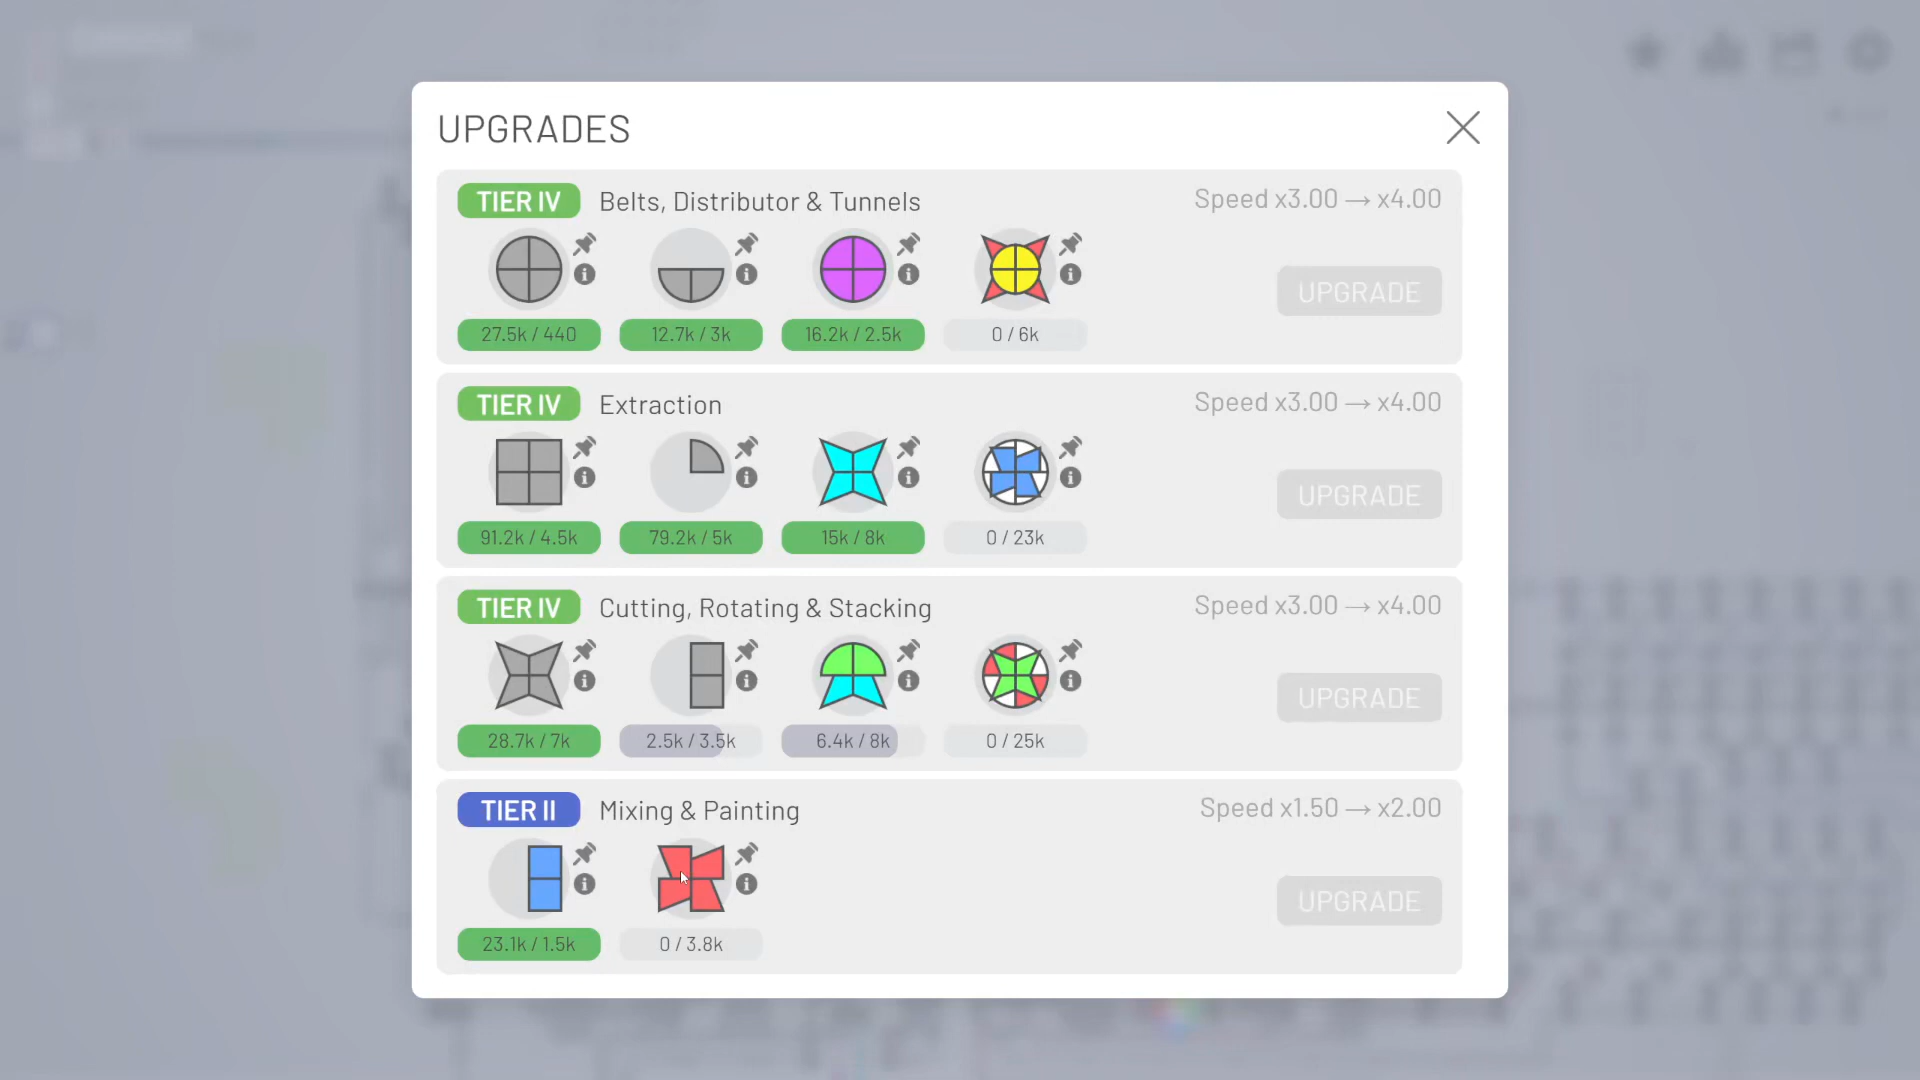 UPGRADES
TIER IV Belts, Distributor & Tunnels Speed x3.00 → x4.00
27.5k / 440 12.7k / 3k 16.2k / 2.5k 0 / 6k
UPGRADE
TIER IV Extraction Speed x3.00 → x4.00
91.2k / 4.5k 79.2k / 5k 15k / 8k 0 / 23k
UPGRADE
TIER IV Cutting, Rotating & Stacking Speed x3.00 → x4.00
28.7k / 7k 2.5k / 3.5k 6.4k / 8k 0 / 25k
UPGRADE
TIER II Mixing & Painting Speed x1.50 → x2.00
23.1k / 1.5k 0 / 3.8k
UPGRADE